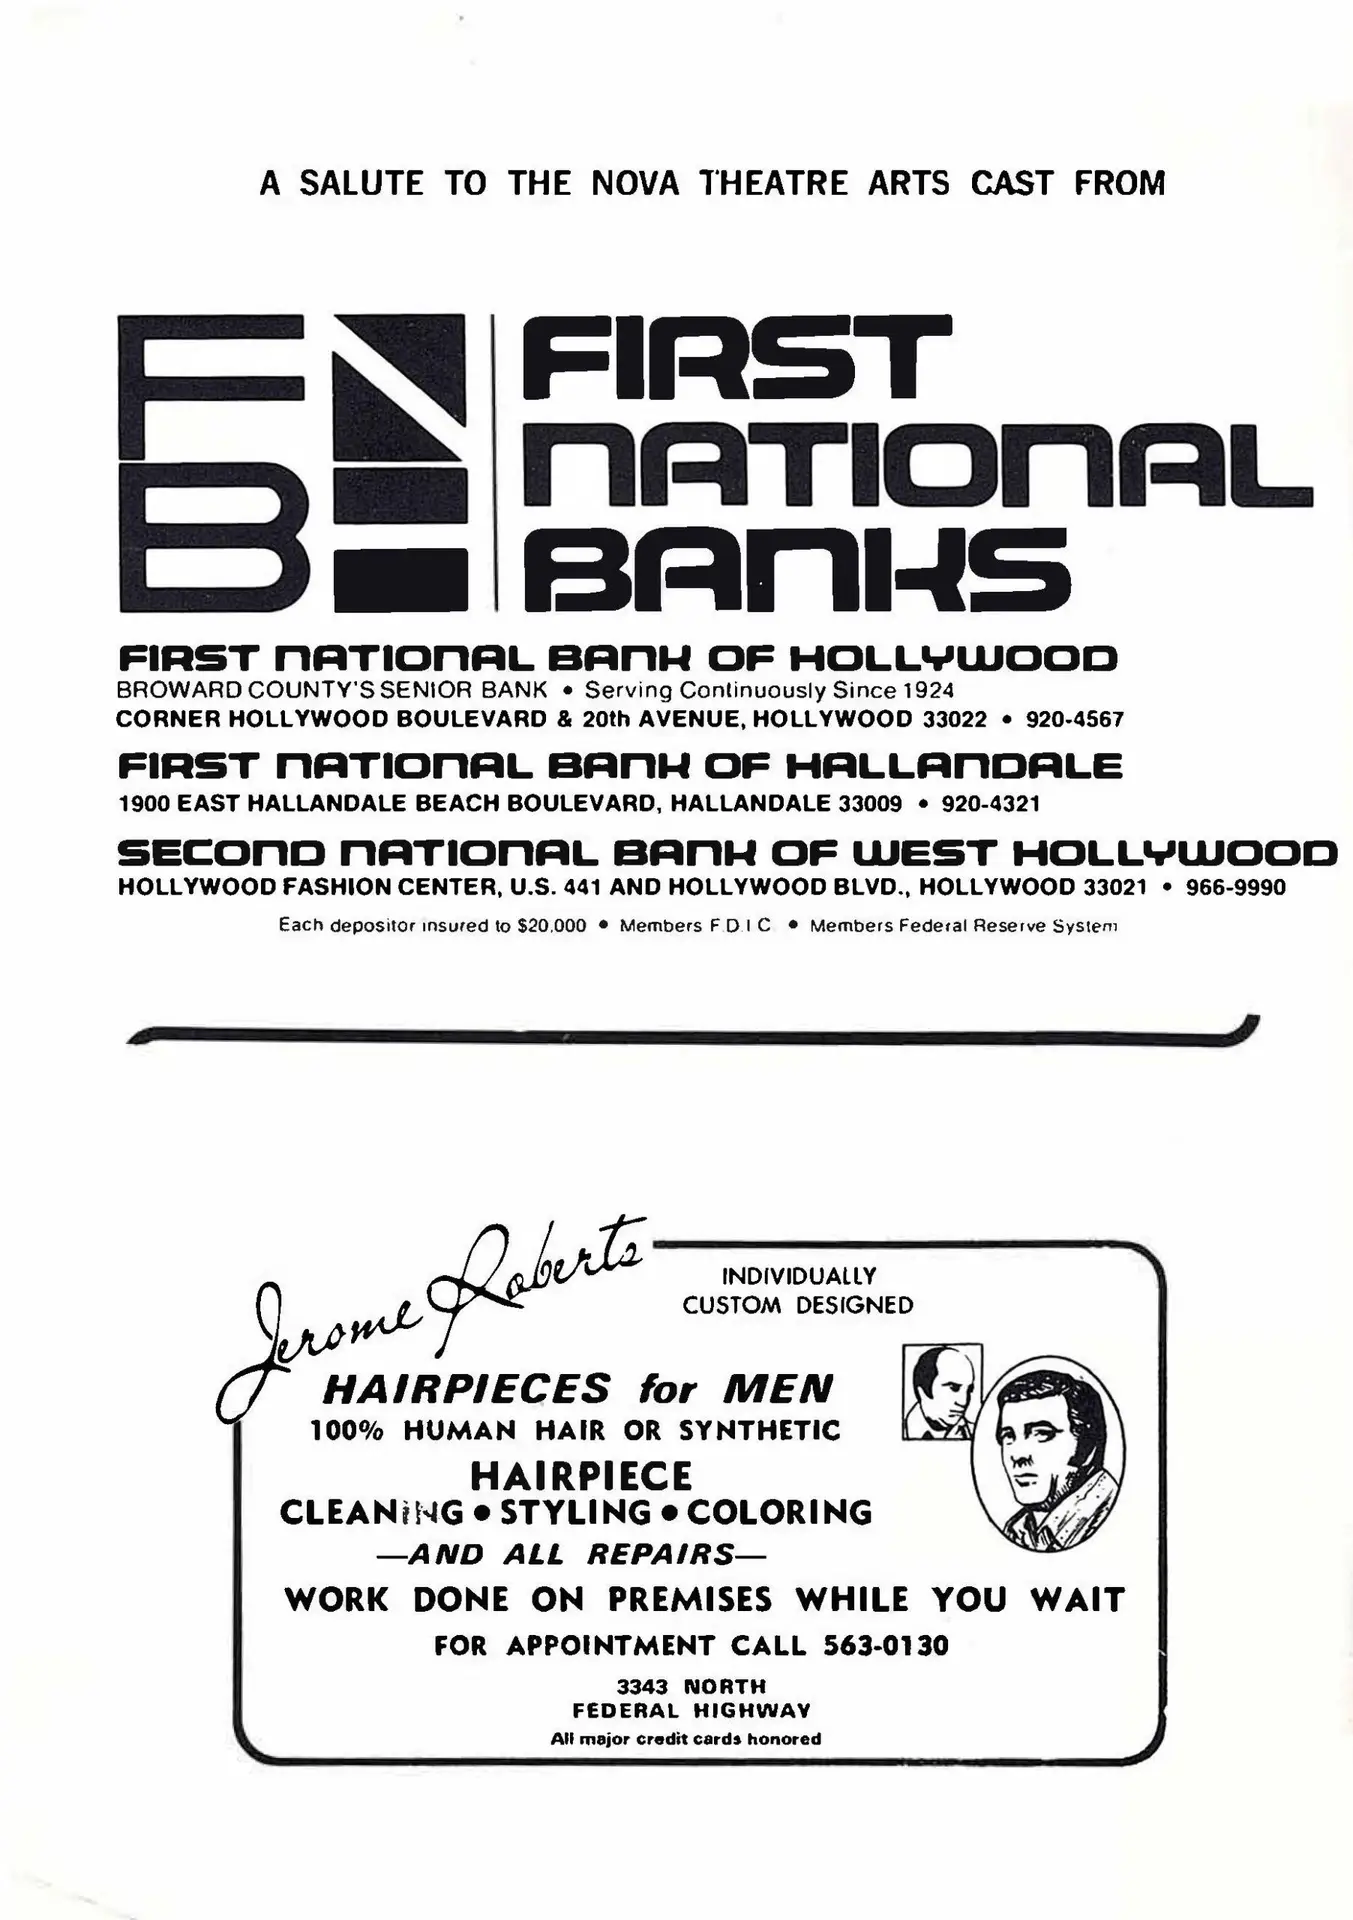 A SALUTE TO THE NOVA THEATRE ARTS CAST FROM
FNB
FIRST
NATIONAL
BANKS
FIRST NATIONAL BANK OF HOLLYWOOD
BROWARD COUNTY'S SENIOR BANK • Serving Continuously Since 1924
CORNER HOLLYWOOD BOULEVARD & 20th AVENUE, HOLLYWOOD 33022 • 920-4567
FIRST NATIONAL BANK OF HALLANDALE
1900 EAST HALLANDALE BEACH BOULEVARD, HALLANDALE 33009 • 920-4321
SECOND NATIONAL BANK OF WEST HOLLYWOOD
HOLLYWOOD FASHION CENTER, U.S. 441 AND HOLLYWOOD BLVD., HOLLYWOOD 33021 • 966-9990
Each depositor insured to $20,000 • Members F.D.I.C. • Members Federal Reserve System
Jerome Roberts
INDIVIDUALLY
CUSTOM DESIGNED
HAIRPIECES for MEN
100% HUMAN HAIR OR SYNTHETIC
HAIRPIECE
CLEANING • STYLING • COLORING
—AND ALL REPAIRS—
WORK DONE ON PREMISES WHILE YOU WAIT
FOR APPOINTMENT CALL 563-0130
3343 NORTH
FEDERAL HIGHWAY
All major credit cards honored